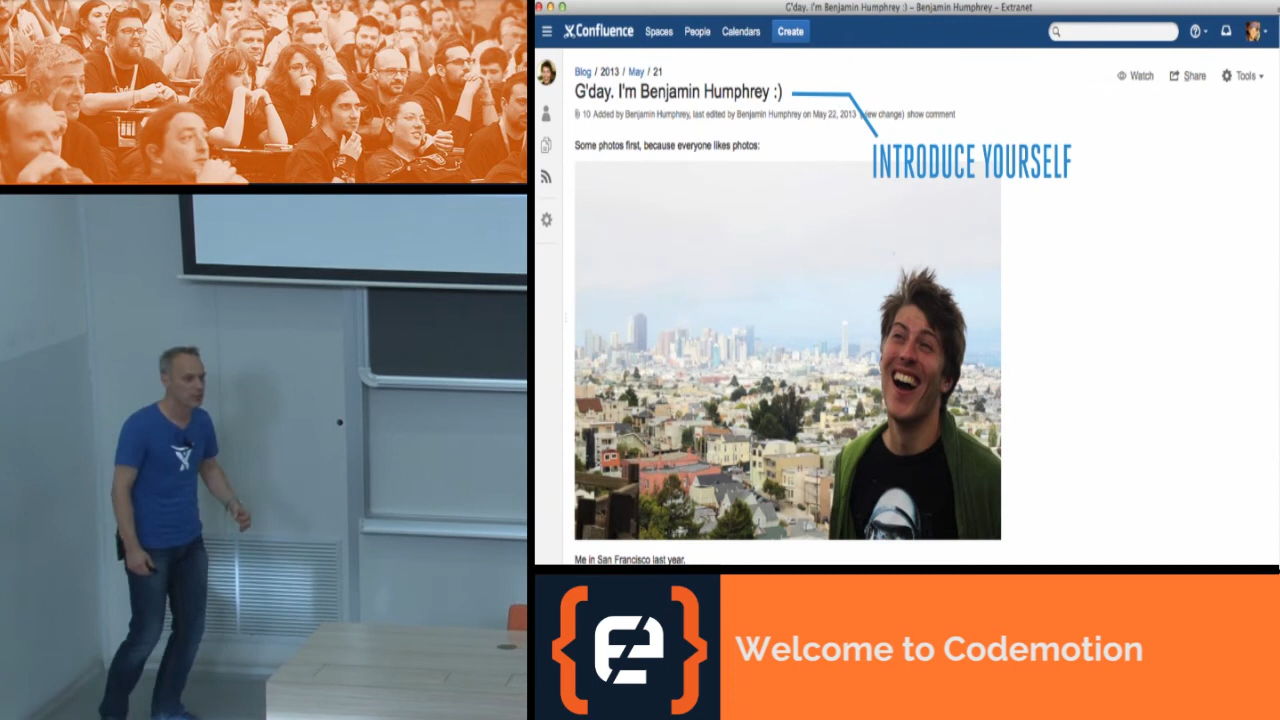 G'day. I'm Benjamin Humphrey :) – Benjamin Humphrey – Extranet
Confluence Spaces People Calendars Create
Blog / 2013 / May / 21
Watch Share Tools
G'day. I'm Benjamin Humphrey :)
10 Added by Benjamin Humphrey, last edited by Benjamin Humphrey on May 22, 2013 (view change) show comment
INTRODUCE YOURSELF
Some photos first, because everyone likes photos:
Me in San Francisco last year.
Welcome to Codemotion